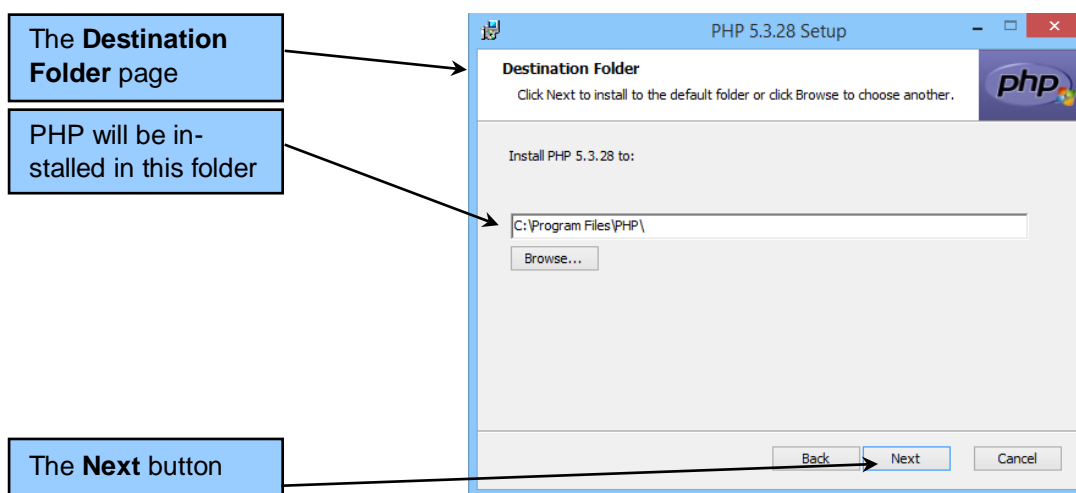 The Destination
Folder page
PHP will be in-
stalled in this folder
The Next button
PHP 5.3.28 Setup
Destination Folder
Click Next to install to the default folder or click Browse to choose another.
php
Install PHP 5.3.28 to:
C:\Program Files\PHP\
Browse...
Back Next Cancel